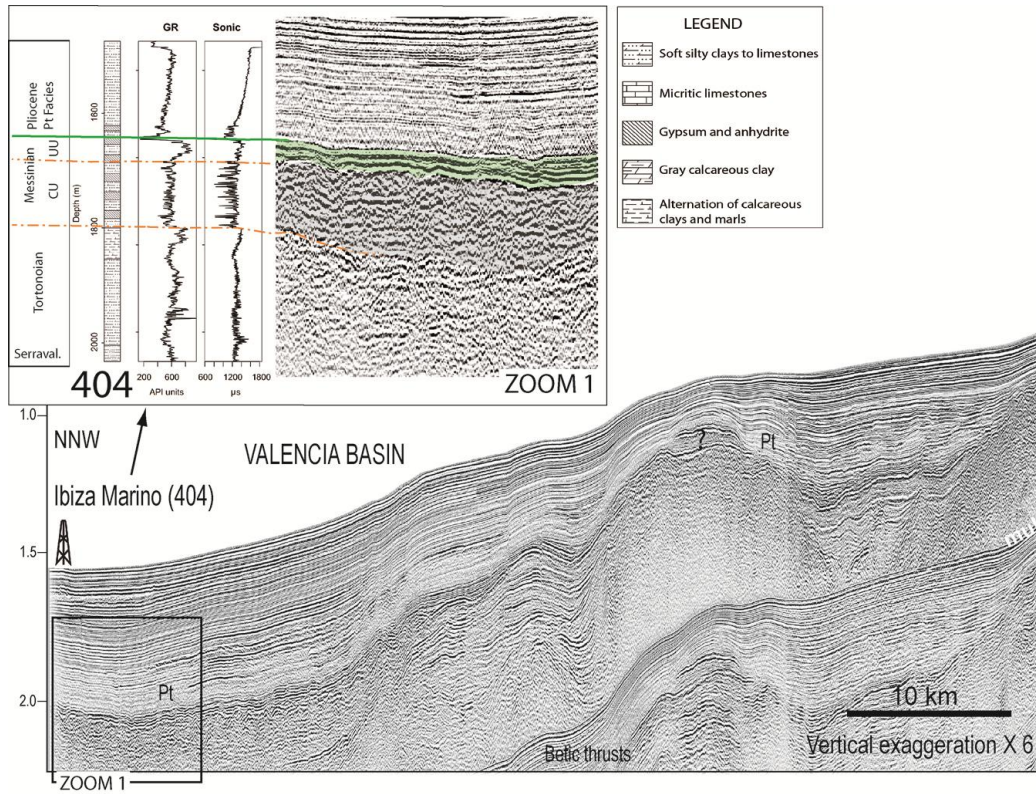 GR
Sonic
LEGEND
Soft silty clays to limestones
Micritic limestones
Gypsum and anhydrite
Gray calcareous clay
Alternation of calcareous
clays and marls
Pliocene
Pt Facies
Messinian
UU
CU
Tortonoian
Serraval.
Depth (m)
1600
1800
2000
404
200 600
API units
600 1200 1800
µs
ZOOM 1
1.0
1.5
2.0
NNW
VALENCIA BASIN
Ibiza Marino (404)
?
Pt
mu
Pt
10 km
Betic thrusts
Vertical exaggeration X 6
ZOOM 1